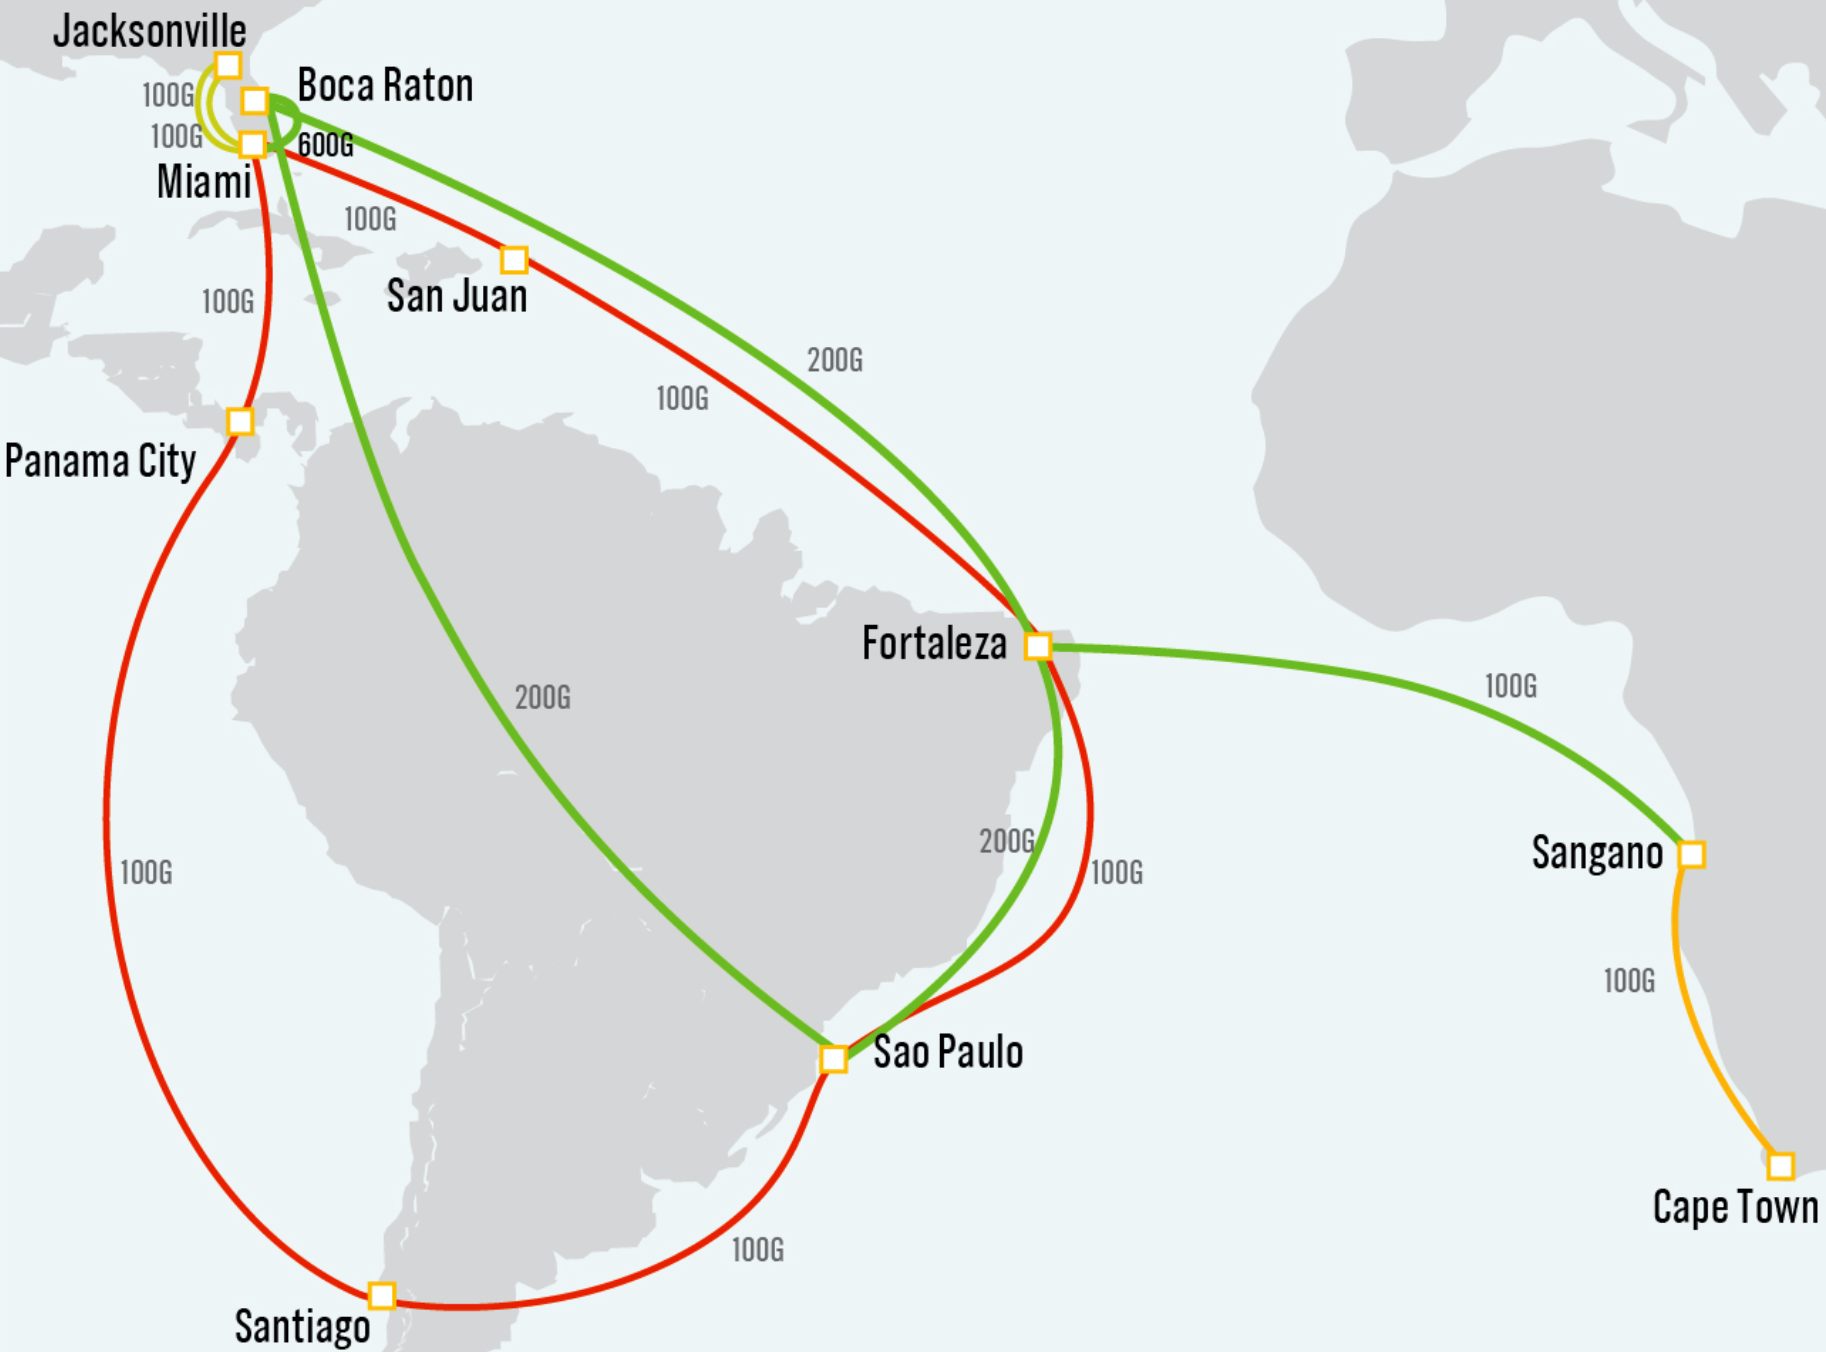 Jacksonville
Boca Raton
100G
100G
600G
Miami
100G
San Juan
100G
200G
100G
Panama City
Fortaleza
100G
200G
200G
Sangano
100G
100G
100G
Sao Paulo
Cape Town
100G
Santiago